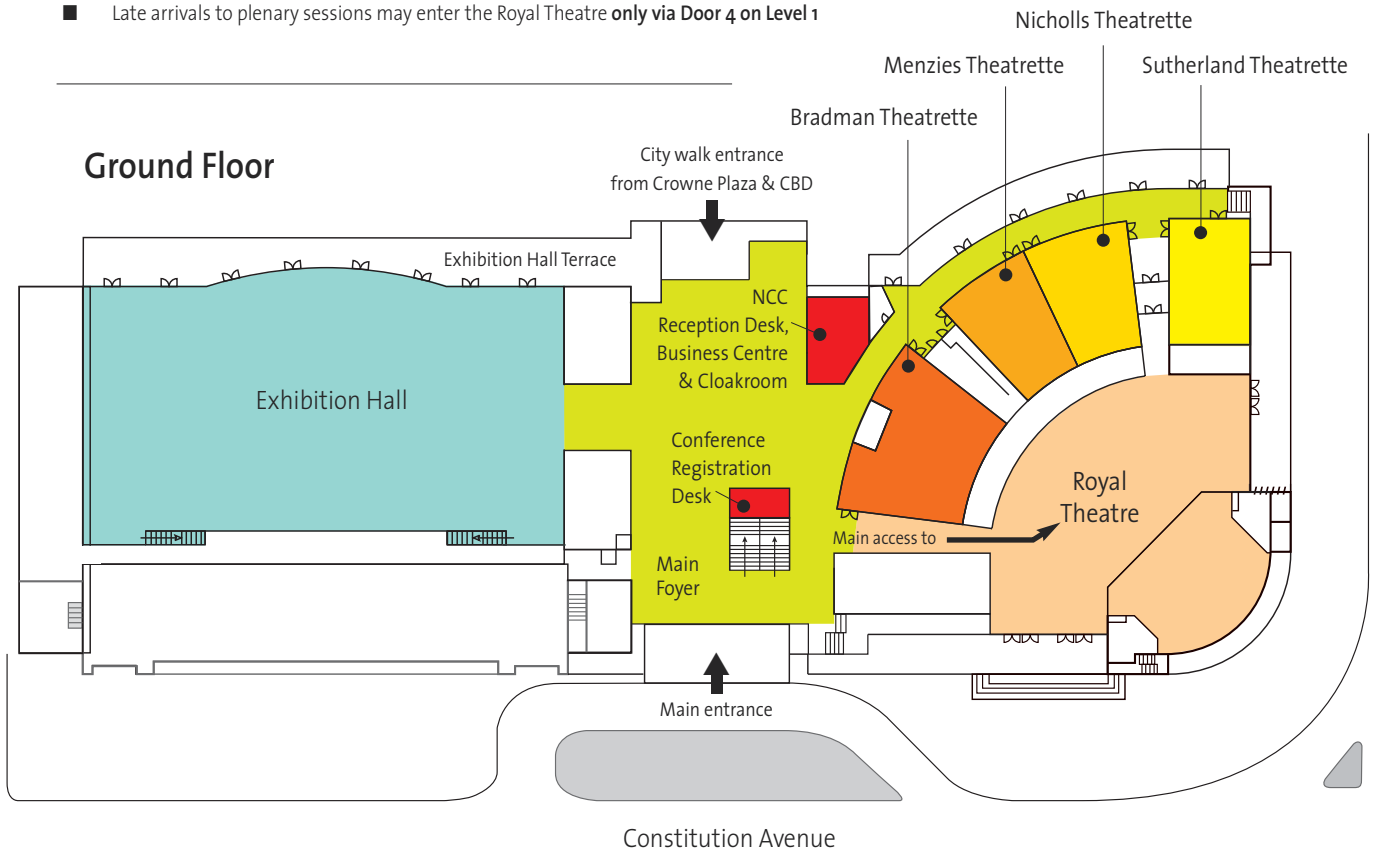 ■ Late arrivals to plenary sessions may enter the Royal Theatre only via Door 4 on Level 1
Nicholls Theatrette
Menzies Theatrette
Sutherland Theatrette
Bradman Theatrette
Ground Floor
City walk entrance
from Crowne Plaza & CBD
Exhibition Hall Terrace
NCC
Reception Desk,
Business Centre
& Cloakroom
Exhibition Hall
Conference
Registration
Desk
Royal
Theatre
Main access to
Main
Foyer
Main entrance
Constitution Avenue